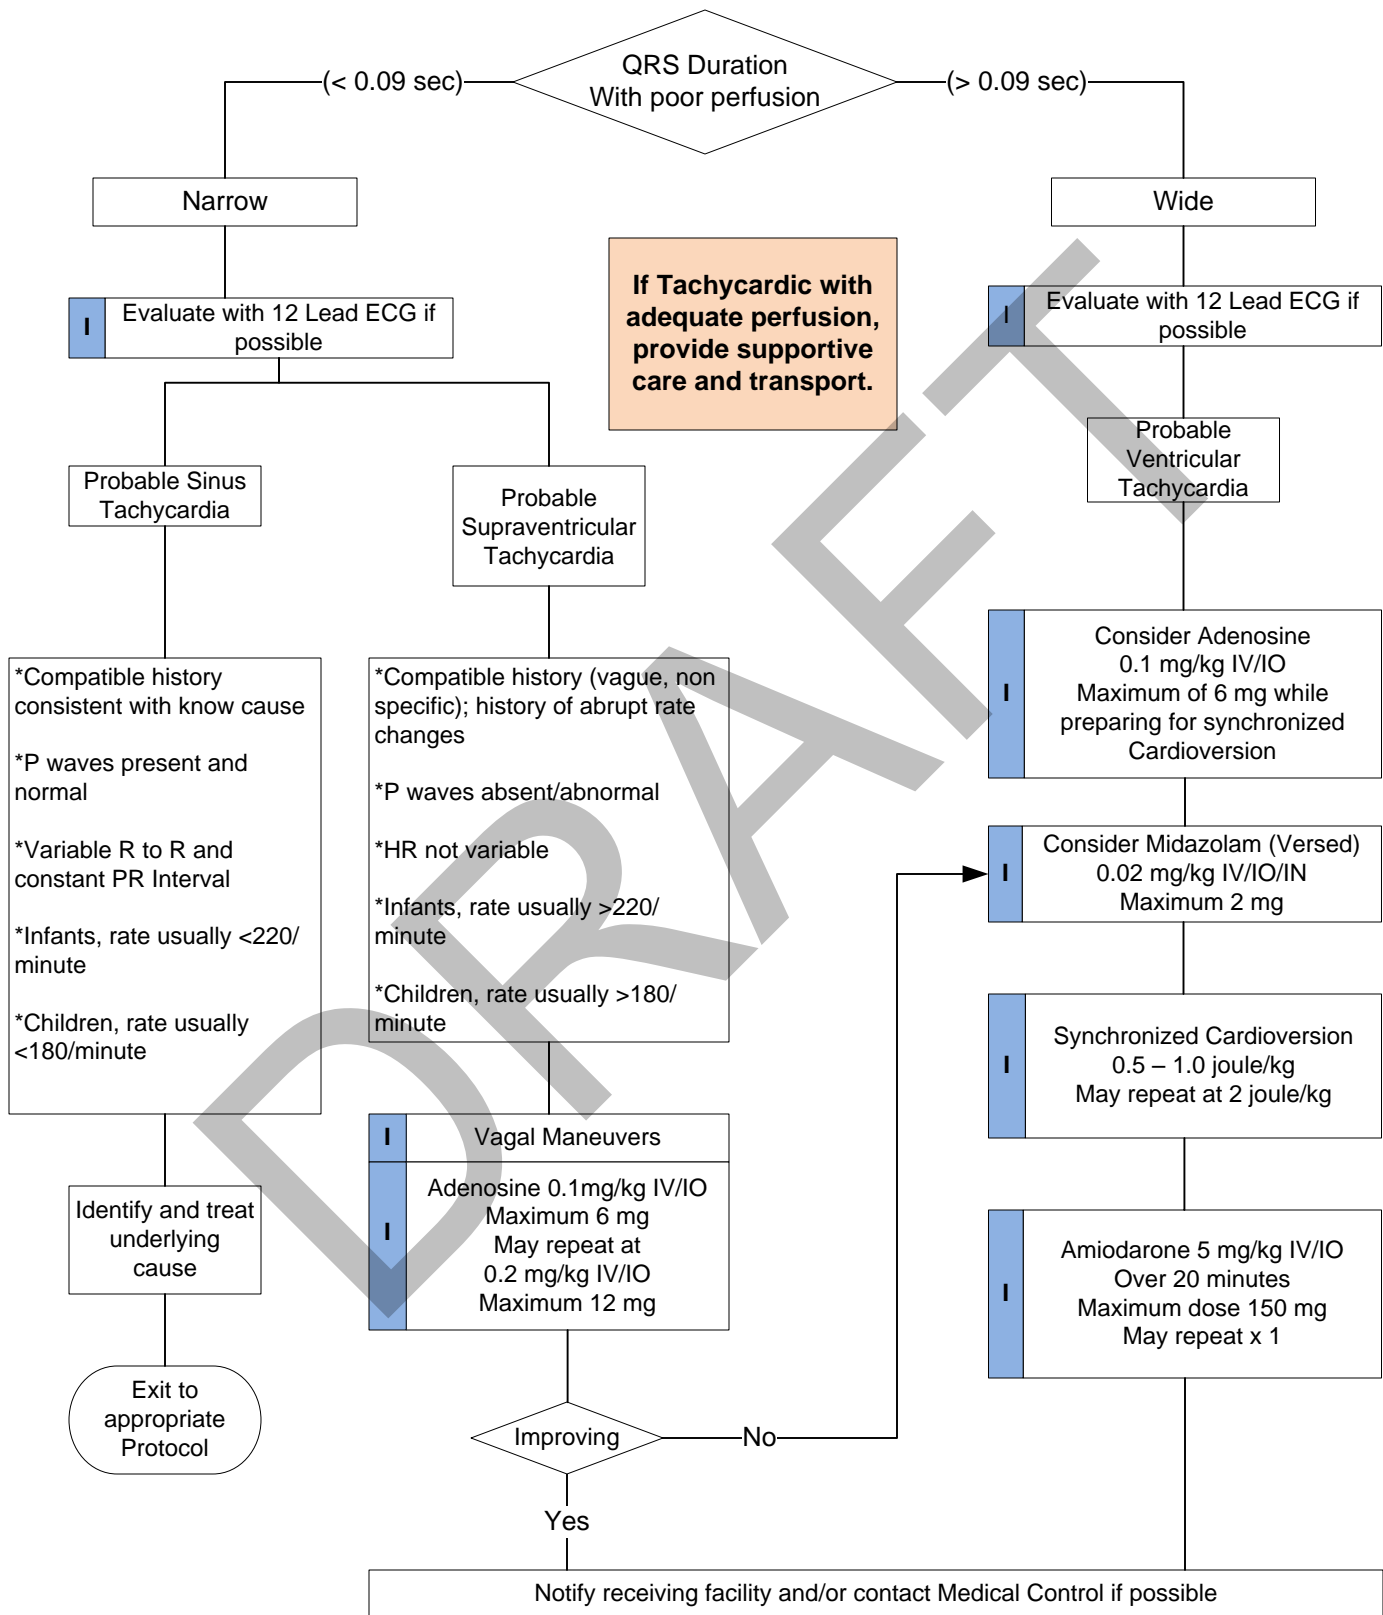 QRS Duration
With poor perfusion
(< 0.09 sec)
(> 0.09 sec)
Narrow
Wide
If Tachycardic with
adequate perfusion,
provide supportive
care and transport.
I
Evaluate with 12 Lead ECG if
possible
I
Evaluate with 12 Lead ECG if
possible
Probable Sinus
Tachycardia
Probable
Supraventricular
Tachycardia
Probable
Ventricular
Tachycardia
*Compatible history
consistent with know cause
*P waves present and
normal
*Variable R to R and
constant PR Interval
*Infants, rate usually <220/
minute
*Children, rate usually
<180/minute
*Compatible history (vague, non
specific); history of abrupt rate
changes
*P waves absent/abnormal
*HR not variable
*Infants, rate usually >220/
minute
*Children, rate usually >180/
minute
I
Consider Adenosine
0.1 mg/kg IV/IO
Maximum of 6 mg while
preparing for synchronized
Cardioversion
I
Consider Midazolam (Versed)
0.02 mg/kg IV/IO/IN
Maximum 2 mg
I
Synchronized Cardioversion
0.5 – 1.0 joule/kg
May repeat at 2 joule/kg
I
Vagal Maneuvers
I
Adenosine 0.1mg/kg IV/IO
Maximum 6 mg
May repeat at
0.2 mg/kg IV/IO
Maximum 12 mg
Identify and treat
underlying
cause
I
Amiodarone 5 mg/kg IV/IO
Over 20 minutes
Maximum dose 150 mg
May repeat x 1
Exit to
appropriate
Protocol
Improving
No
Yes
Notify receiving facility and/or contact Medical Control if possible
DRAFT